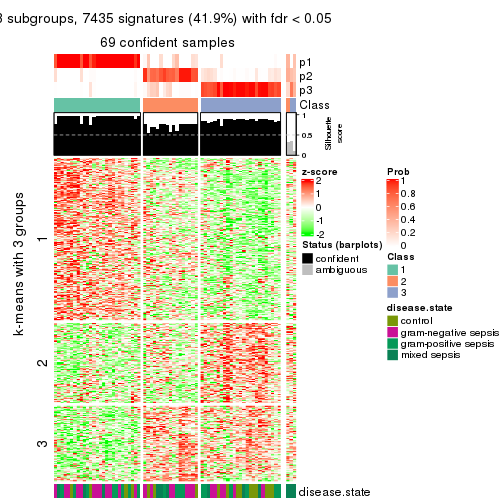 3 subgroups, 7435 signatures (41.9%) with fdr < 0.05
69 confident samples
p1
p2
p3
Class
1
0.5
0
Silhouette
score
k-means with 3 groups
1
2
3
disease.state
z-score
2
1
0
-1
-2
Status (barplots)
confident
ambiguous
Prob
1
0.8
0.6
0.4
0.2
0
Class
1
2
3
disease.state
control
gram-negative sepsis
gram-positive sepsis
mixed sepsis